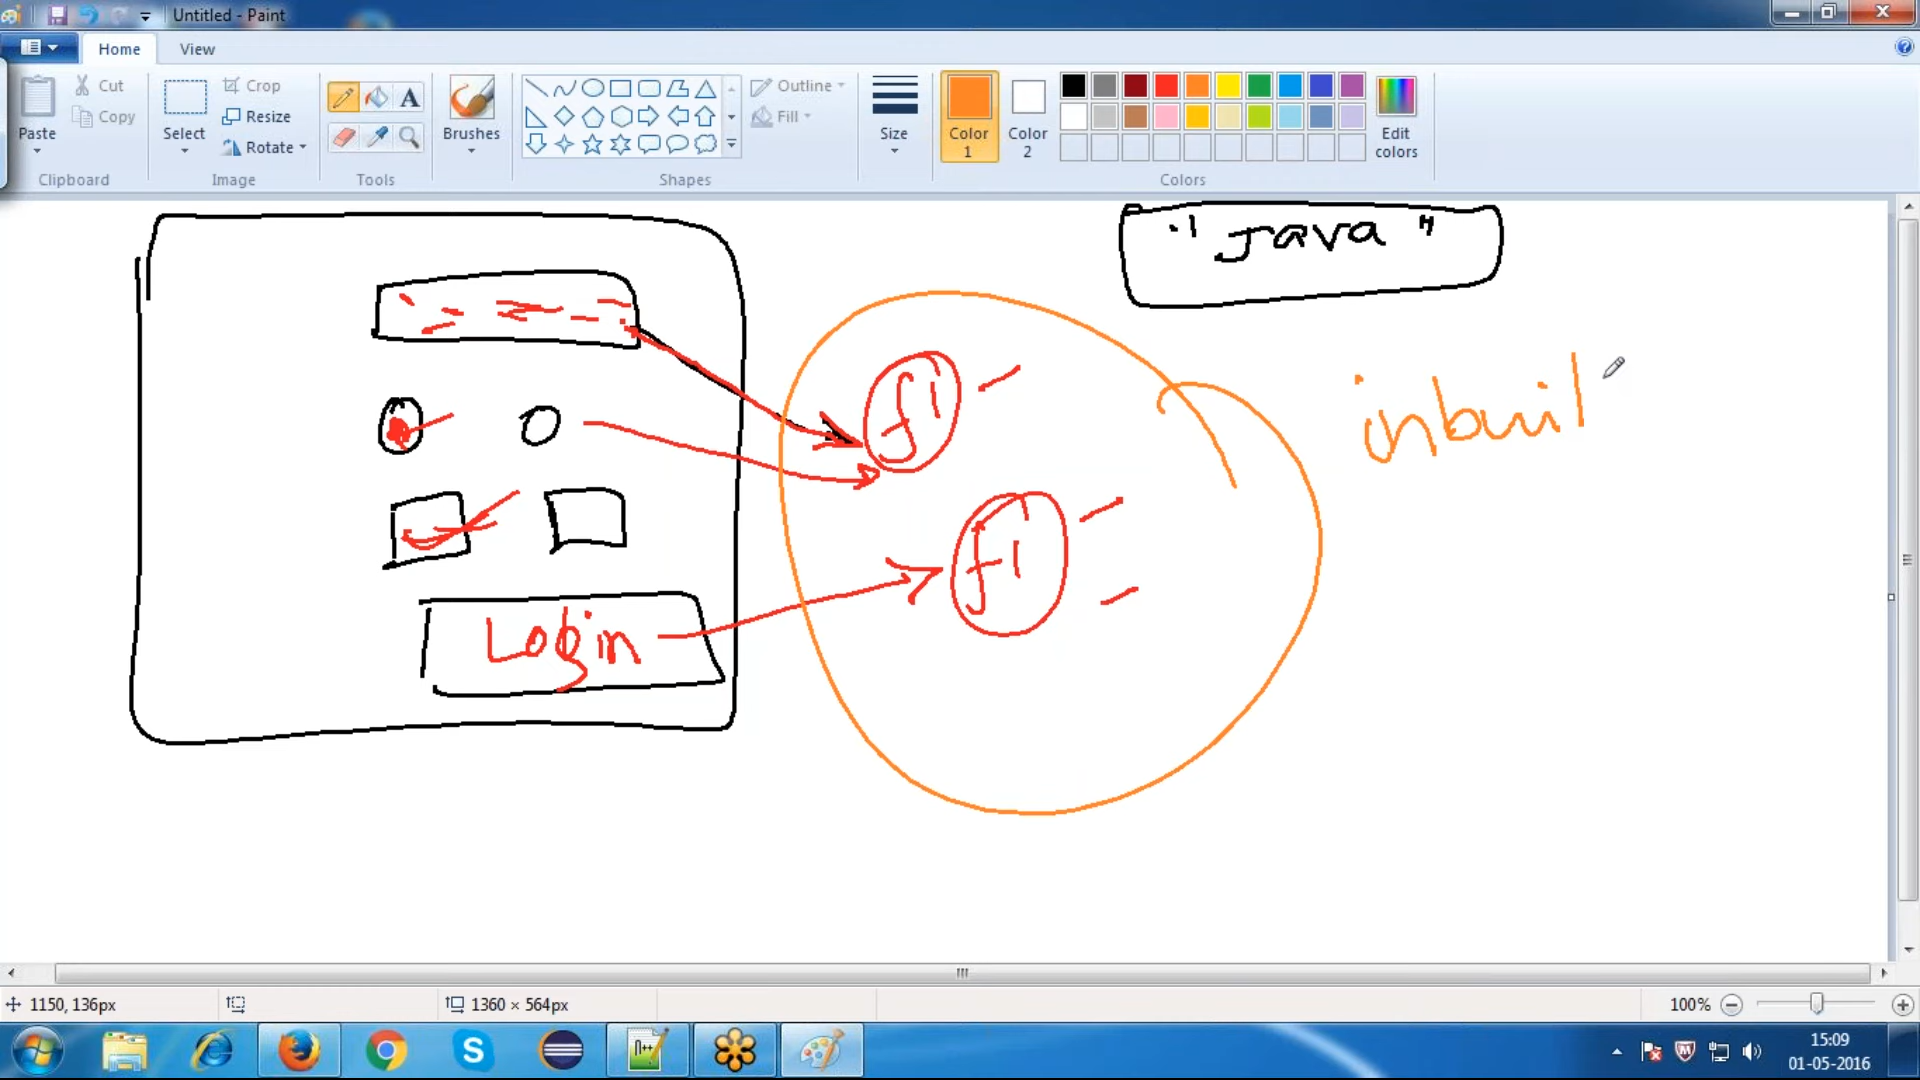 Untitled - Paint
Home View
Paste
Cut
Copy
Clipboard
Select
Crop
Resize
Rotate
Image
A
Tools
Brushes
Shapes
Outline
Fill
Size
Color 1
Color 2
Edit colors
Colors
" Java "
f1
inbuil
f1
Login
1150, 136px
1360 × 564px
100%
N++
15:09
01-05-2016